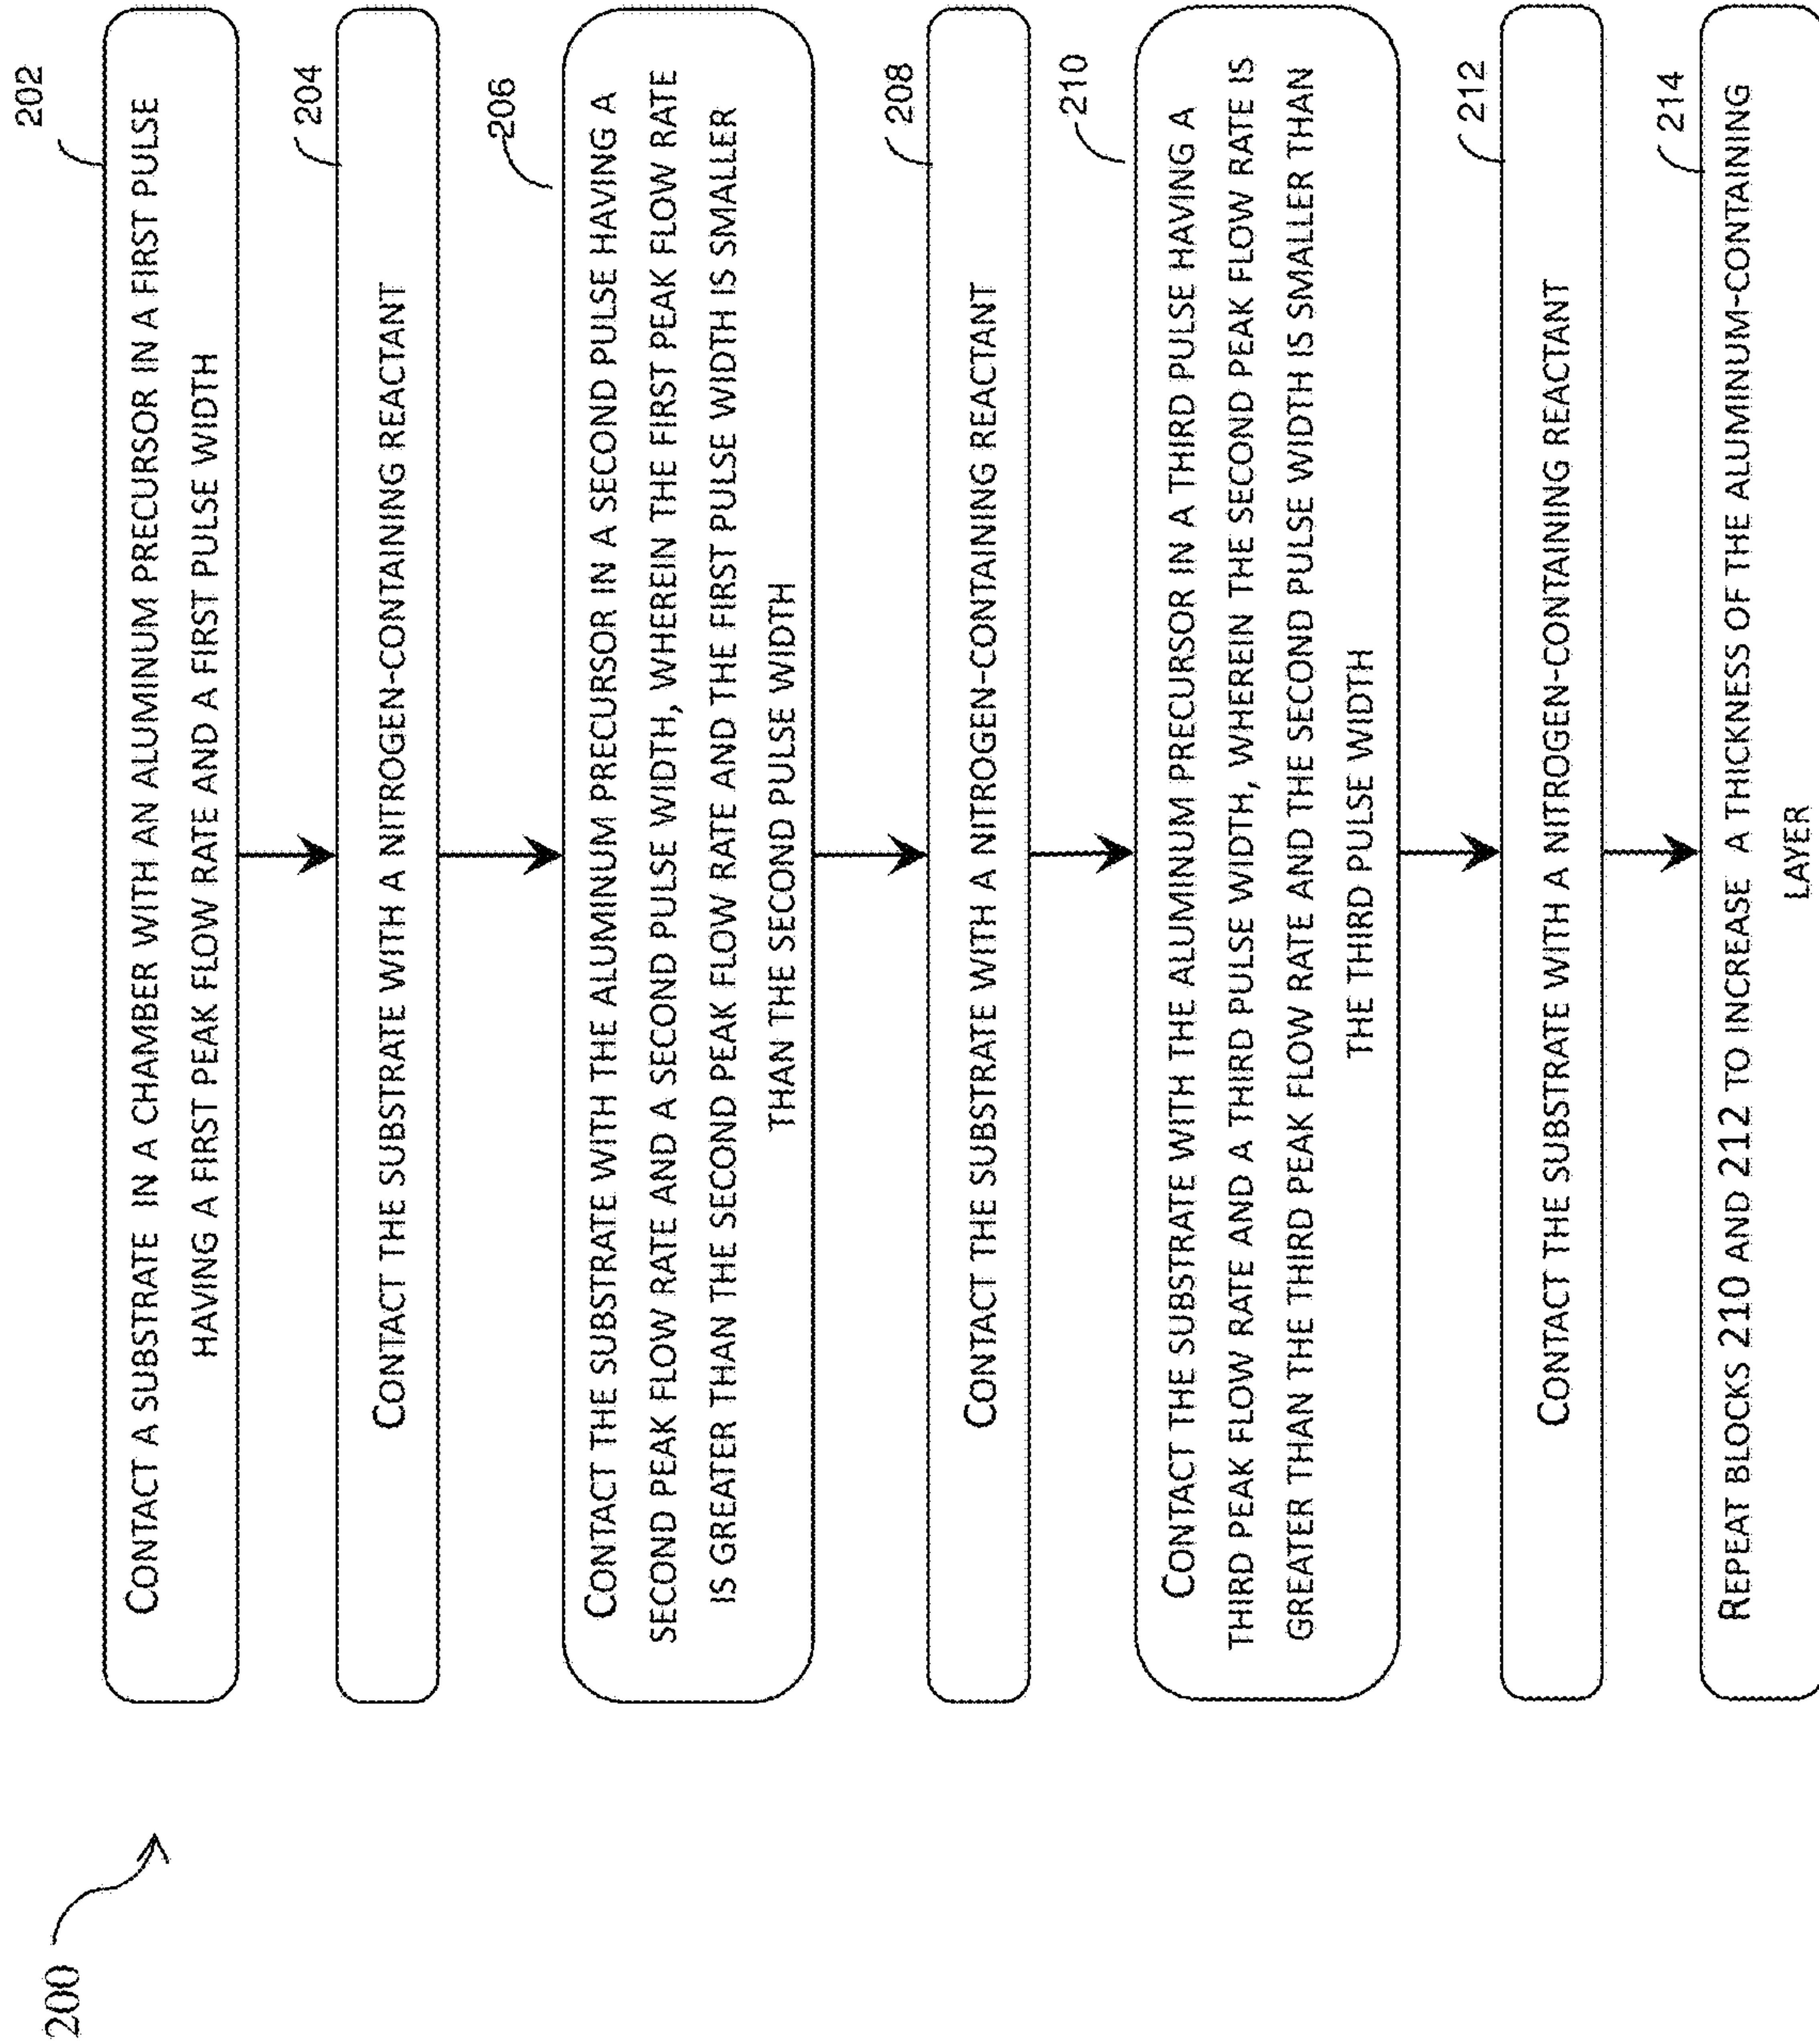 200
202
CONTACT A SUBSTRATE IN A CHAMBER WITH AN ALUMINUM PRECURSOR IN A FIRST PULSE
HAVING A FIRST PEAK FLOW RATE AND A FIRST PULSE WIDTH
204
CONTACT THE SUBSTRATE WITH A NITROGEN-CONTAINING REACTANT
206
CONTACT THE SUBSTRATE WITH THE ALUMINUM PRECURSOR IN A SECOND PULSE HAVING A
SECOND PEAK FLOW RATE AND A SECOND PULSE WIDTH, WHEREIN THE FIRST PEAK FLOW RATE
IS GREATER THAN THE SECOND PEAK FLOW RATE AND THE FIRST PULSE WIDTH IS SMALLER
THAN THE SECOND PULSE WIDTH
208
CONTACT THE SUBSTRATE WITH A NITROGEN-CONTAINING REACTANT
210
CONTACT THE SUBSTRATE WITH THE ALUMINUM PRECURSOR IN A THIRD PULSE HAVING A
THIRD PEAK FLOW RATE AND A THIRD PULSE WIDTH, WHEREIN THE SECOND PEAK FLOW RATE IS
GREATER THAN THE THIRD PEAK FLOW RATE AND THE SECOND PULSE WIDTH IS SMALLER THAN
THE THIRD PULSE WIDTH
212
CONTACT THE SUBSTRATE WITH A NITROGEN-CONTAINING REACTANT
214
REPEAT BLOCKS 210 AND 212 TO INCREASE A THICKNESS OF THE ALUMINUM-CONTAINING
LAYER